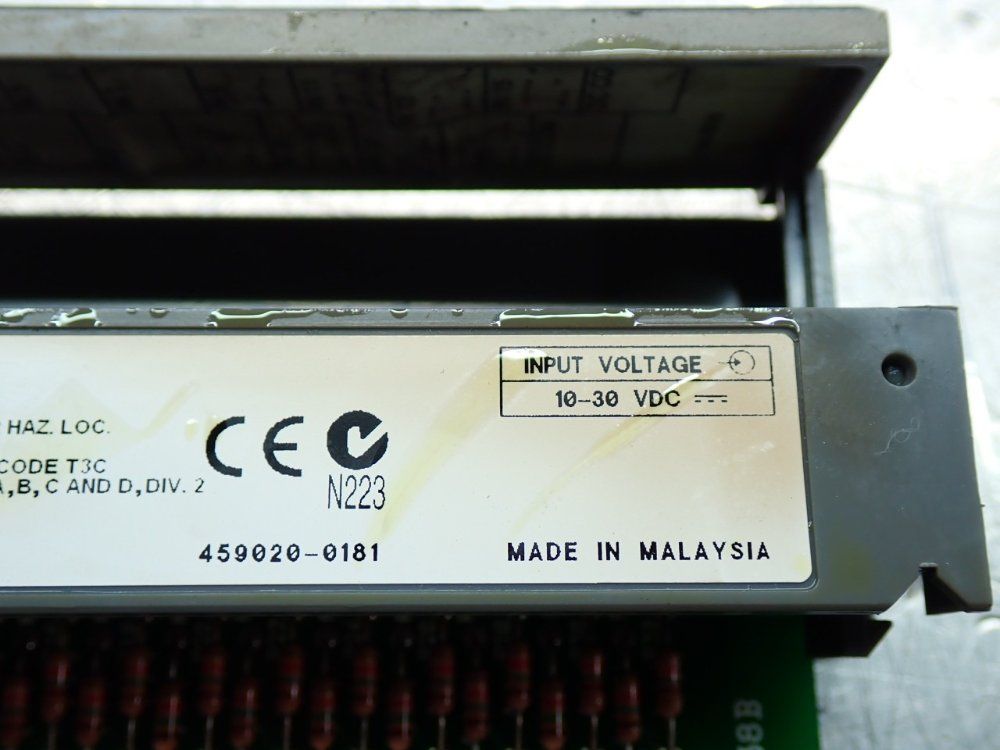 INPUT VOLTAGE
10-30 VDC
HAZ. LOC.
CODE T3C
A,B,C AND D,DIV. 2
CE
N223
459020-0181
MADE IN MALAYSIA
8B